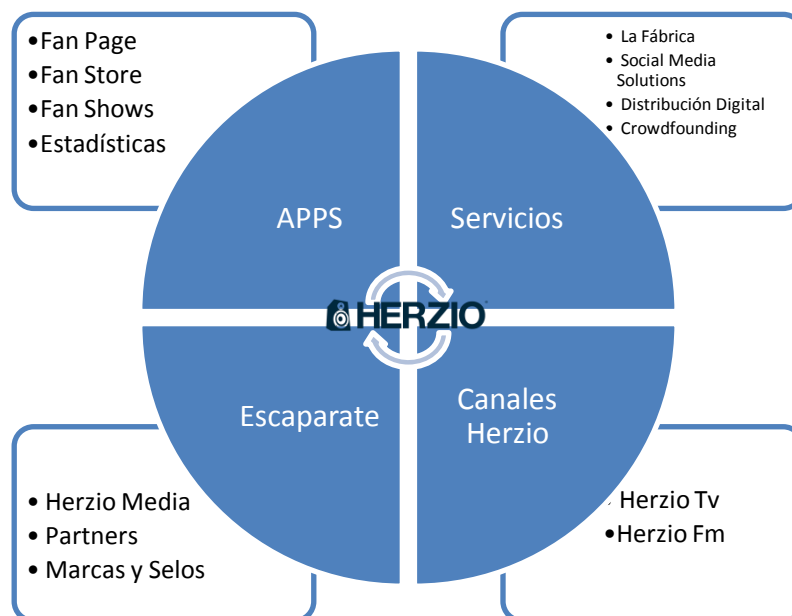 •Fan Page
•Fan Store
•Fan Shows
•Estadísticas
• La Fábrica
• Social Media
Solutions
• Distribución Digital
• Crowdfounding
APPS
Servicios
HERZIO
Escaparate
Canales
Herzio
• Herzio Media
• Partners
• Marcas y Selos
• Herzio Tv
•Herzio Fm